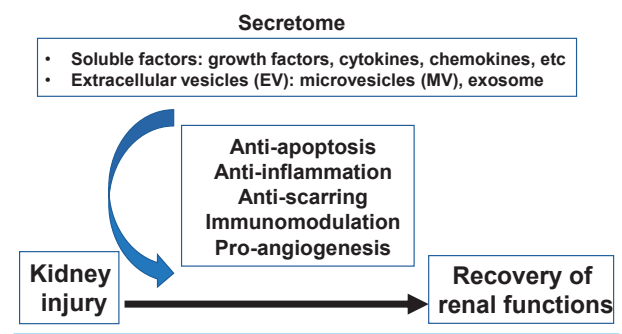 Secretome
• Soluble factors: growth factors, cytokines, chemokines, etc
• Extracellular vesicles (EV): microvesicles (MV), exosome
Anti-apoptosis
Anti-inflammation
Anti-scarring
Immunomodulation
Pro-angiogenesis
Kidney
injury
Recovery of
renal functions